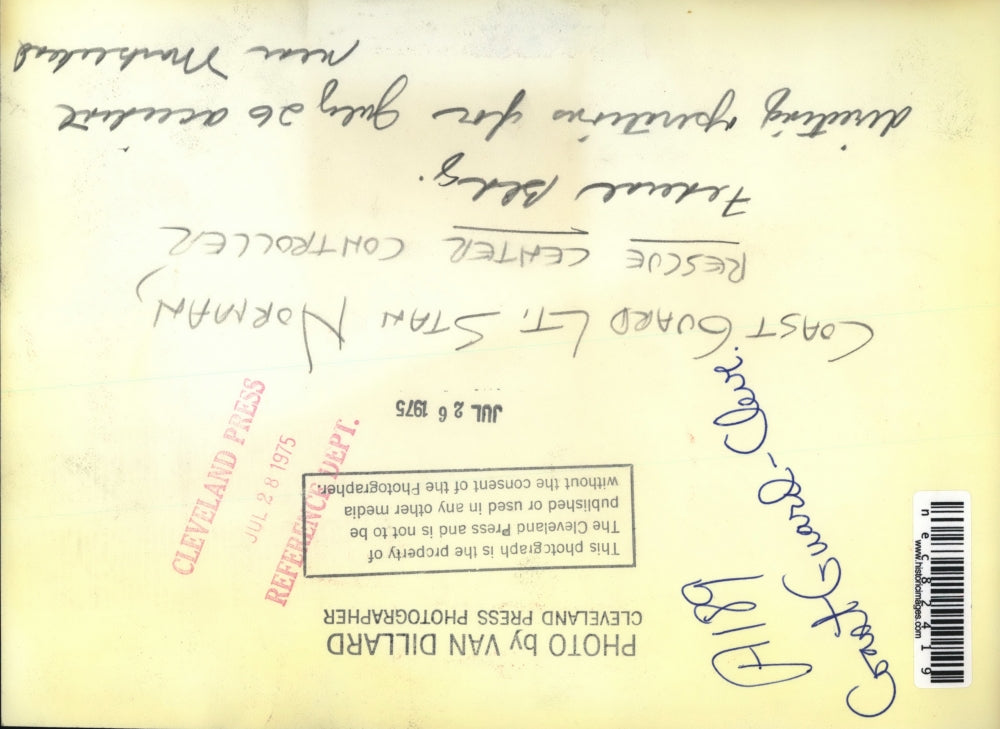 PHOTO by VAN DILLARD
CLEVELAND PRESS PHOTOGRAPHER
This photograph is the property of
The Cleveland Press and is not to be
published or used in any other media
without the consent of the Photographer.
JUL 26 1975
COAST GUARD LT. STAN NORMAN,
RESCUE CENTER CONTROLLER
Federal Bldg.
directing operations for July 26 accident
near Marblehead
CLEVELAND PRESS
JUL 28 1975
REFERENCE DEPT.
A189
Coast Guard - Cleve.
www.historicimages.com
nec82419